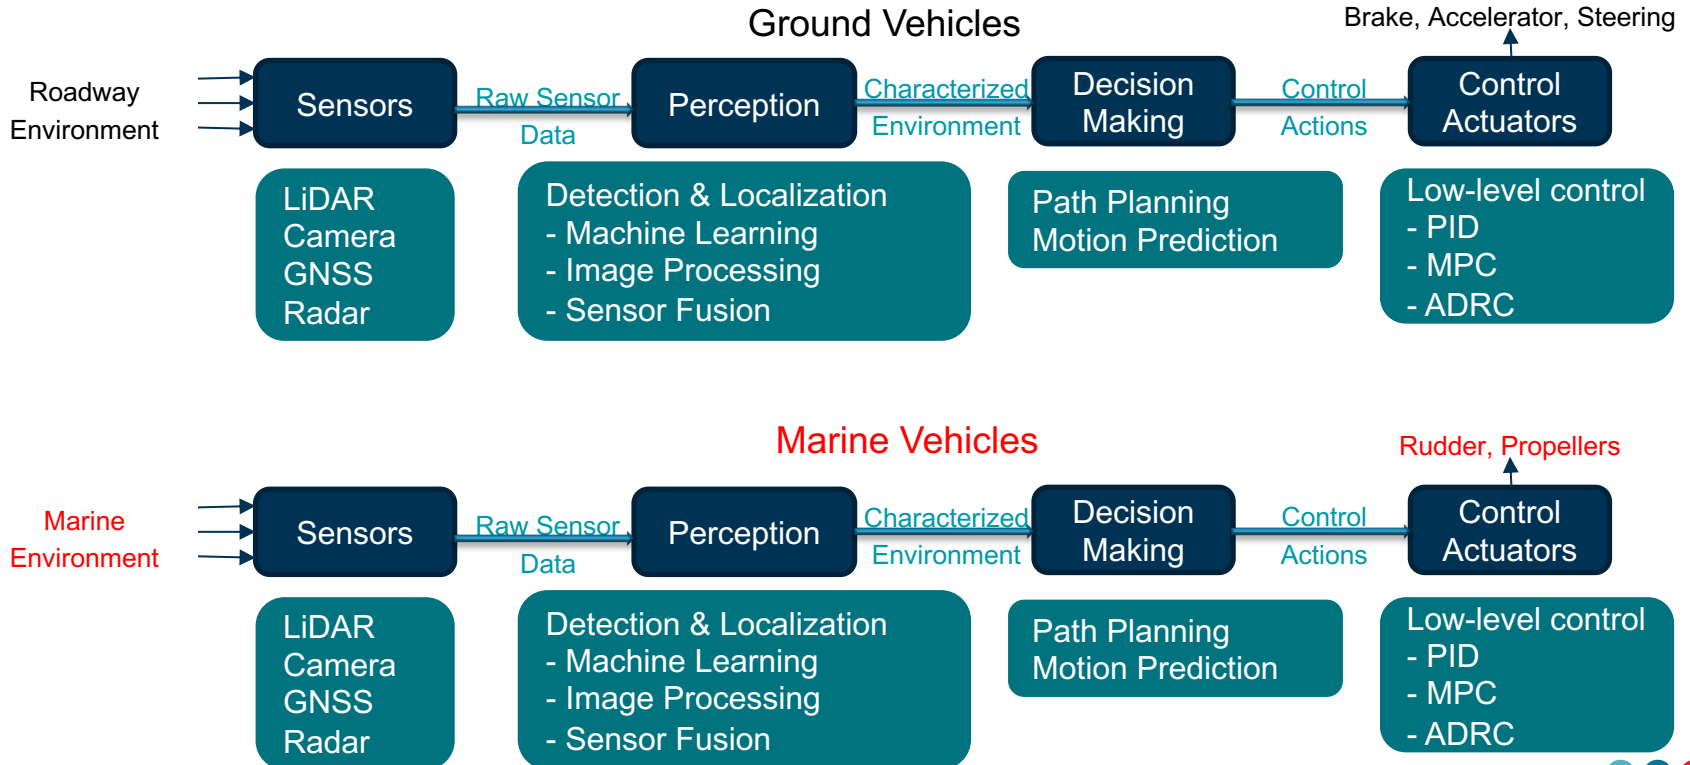 Ground Vehicles
Brake, Accelerator, Steering
Roadway
Environment
Sensors
Raw Sensor
Data
Perception
Characterized
Environment
Decision
Making
Control
Actions
Control
Actuators
LiDAR
Camera
GNSS
Radar
Detection & Localization
- Machine Learning
- Image Processing
- Sensor Fusion
Path Planning
Motion Prediction
Low-level control
- PID
- MPC
- ADRC
Marine Vehicles
Rudder, Propellers
Marine
Environment
Sensors
Raw Sensor
Data
Perception
Characterized
Environment
Decision
Making
Control
Actions
Control
Actuators
LiDAR
Camera
GNSS
Radar
Detection & Localization
- Machine Learning
- Image Processing
- Sensor Fusion
Path Planning
Motion Prediction
Low-level control
- PID
- MPC
- ADRC